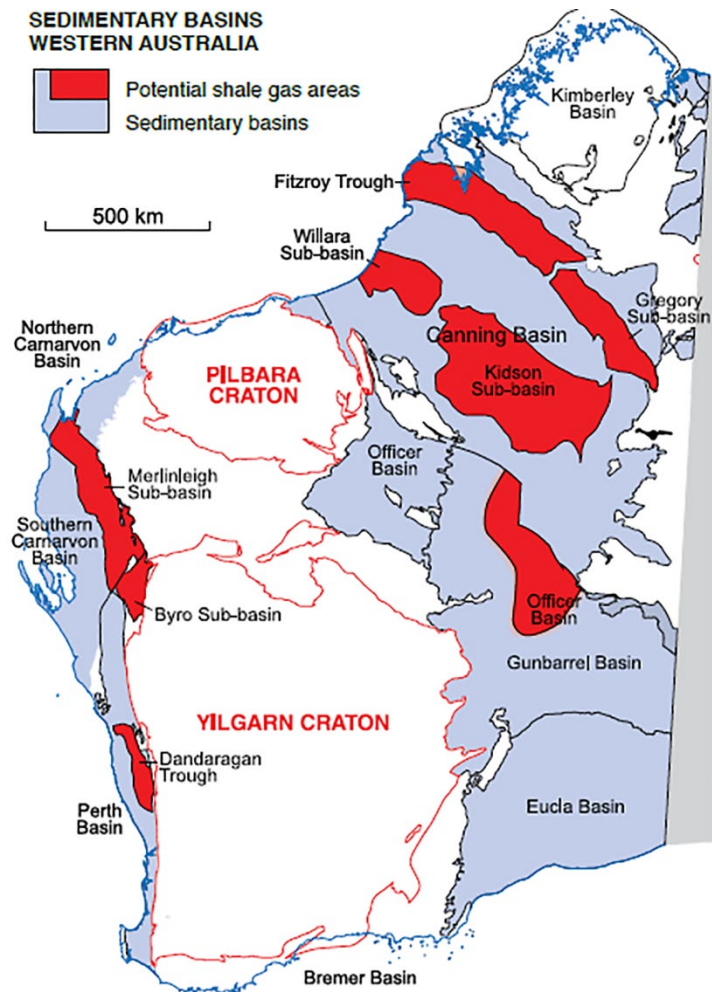 SEDIMENTARY BASINS
WESTERN AUSTRALIA
Potential shale gas areas
Sedimentary basins
500 km
Kimberley
Basin
Fitzroy Trough
Willara
Sub-basin
Gregory
Sub-basin
Canning Basin
Kidson
Sub-basin
Northern
Carnarvon
Basin
PILBARA
CRATON
Officer
Basin
Merlinleigh
Sub-basin
Southern
Carnarvon
Basin
Byro Sub-basin
Officer
Basin
Gunbarrel Basin
YILGARN CRATON
Dandaragan
Trough
Perth
Basin
Eucla Basin
Bremer Basin